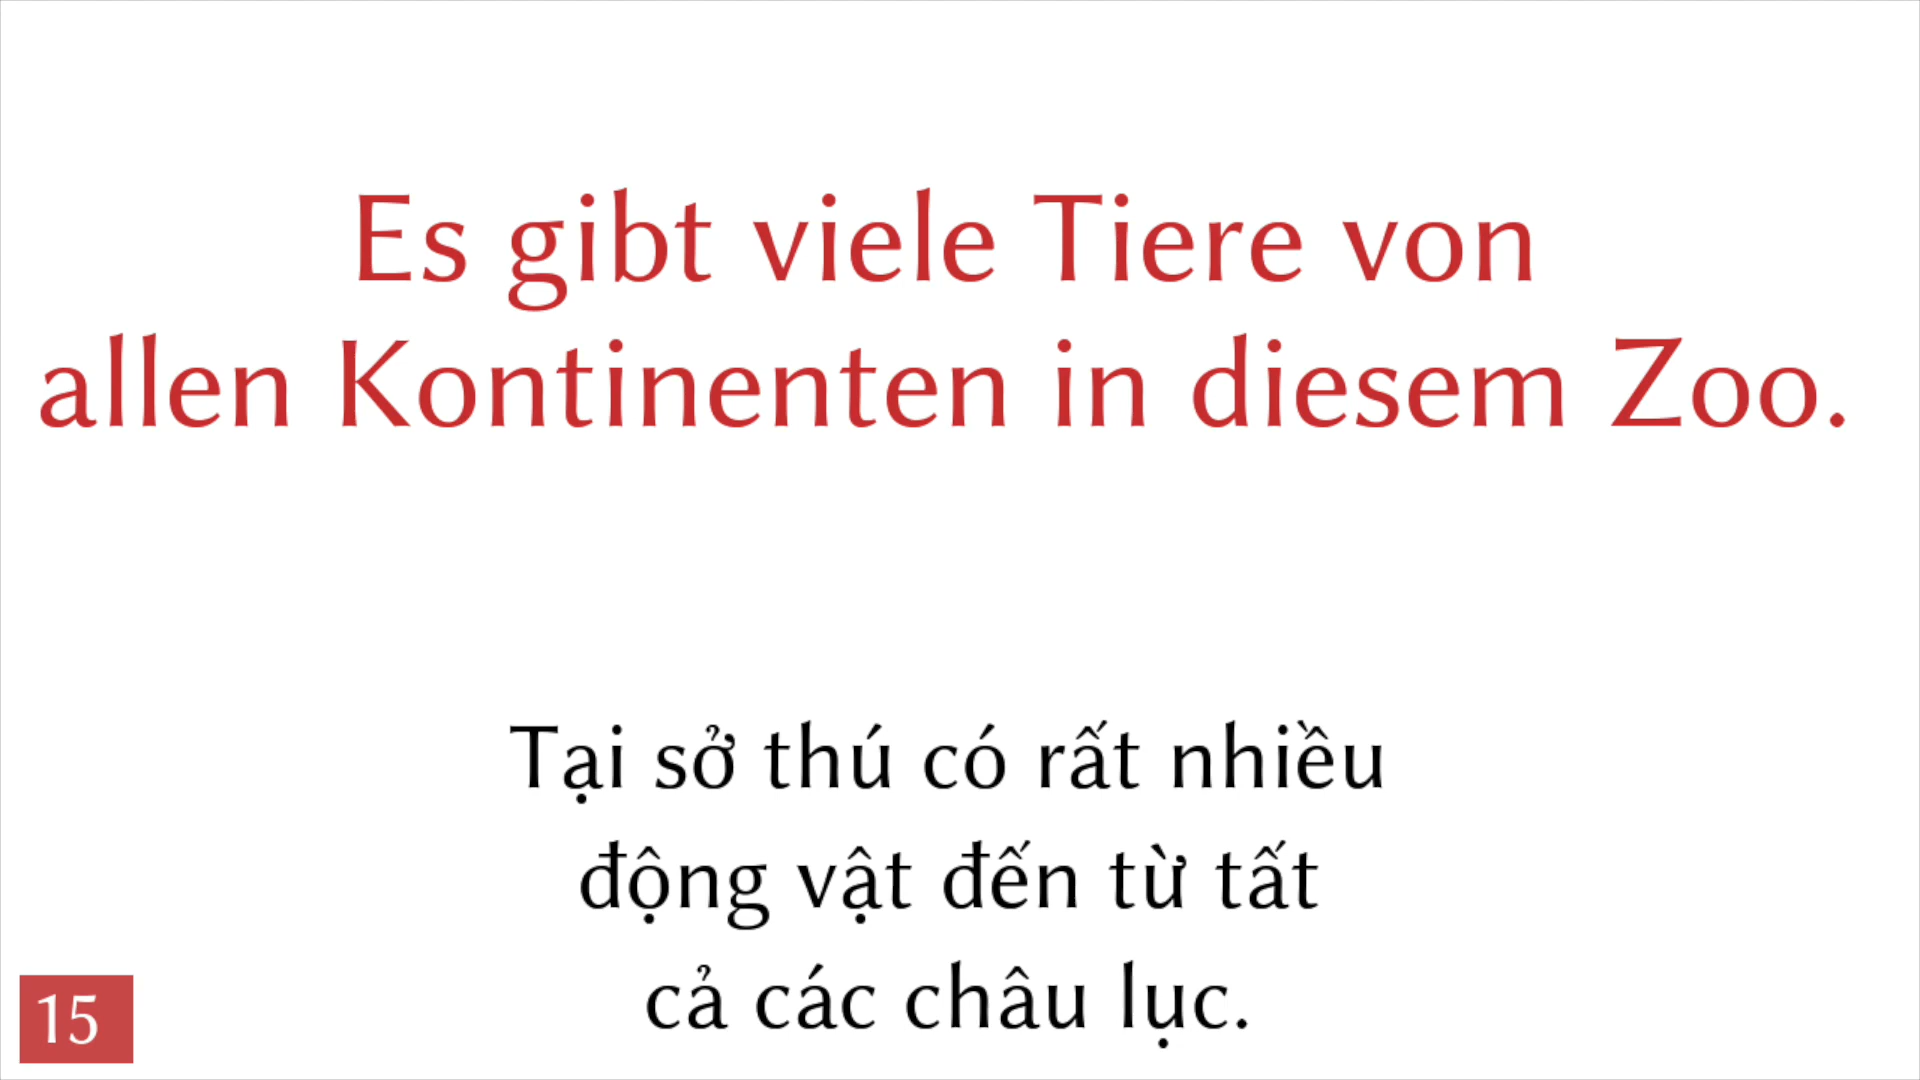 Es gibt viele Tiere von
allen Kontinenten in diesem Zoo.
Tại sở thú có rất nhiều
động vật đến từ tất
cả các châu lục.
15